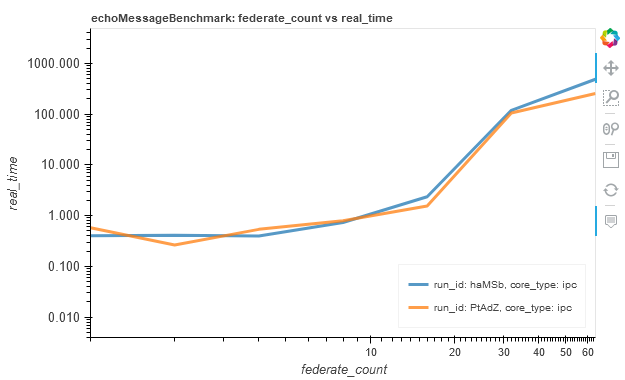 echoMessageBenchmark: federate_count vs real_time
1000.000
100.000
10.000
1.000
0.100
0.010
real_time
run_id: haMSb, core_type: ipc
run_id: PtAdZ, core_type: ipc
10 20 30 40 50 60
federate_count